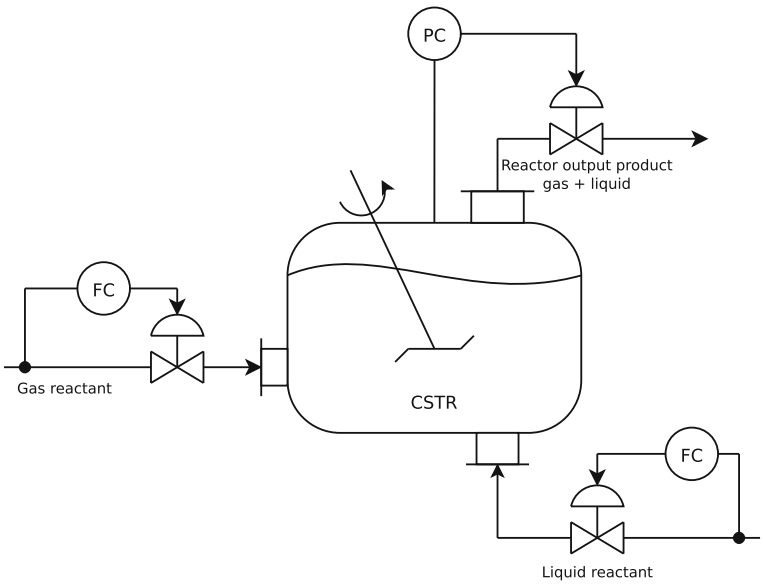 PC
Reactor output product
gas + liquid
FC
Gas reactant
CSTR
FC
Liquid reactant